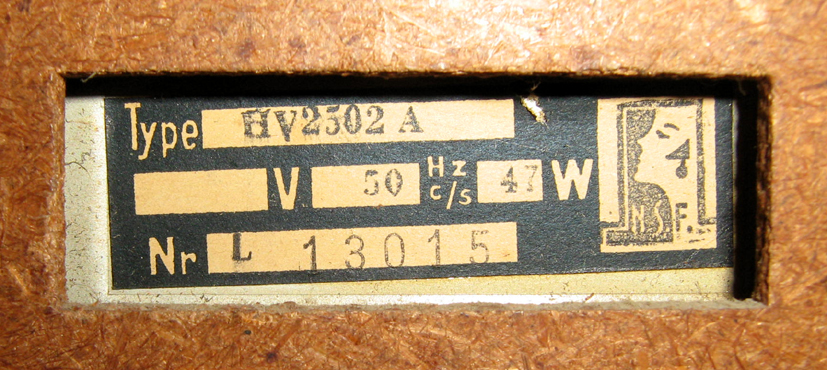 Type HV2502 A
V 50 Hz c/s 47 W
Nr L 13015
N.S.F.